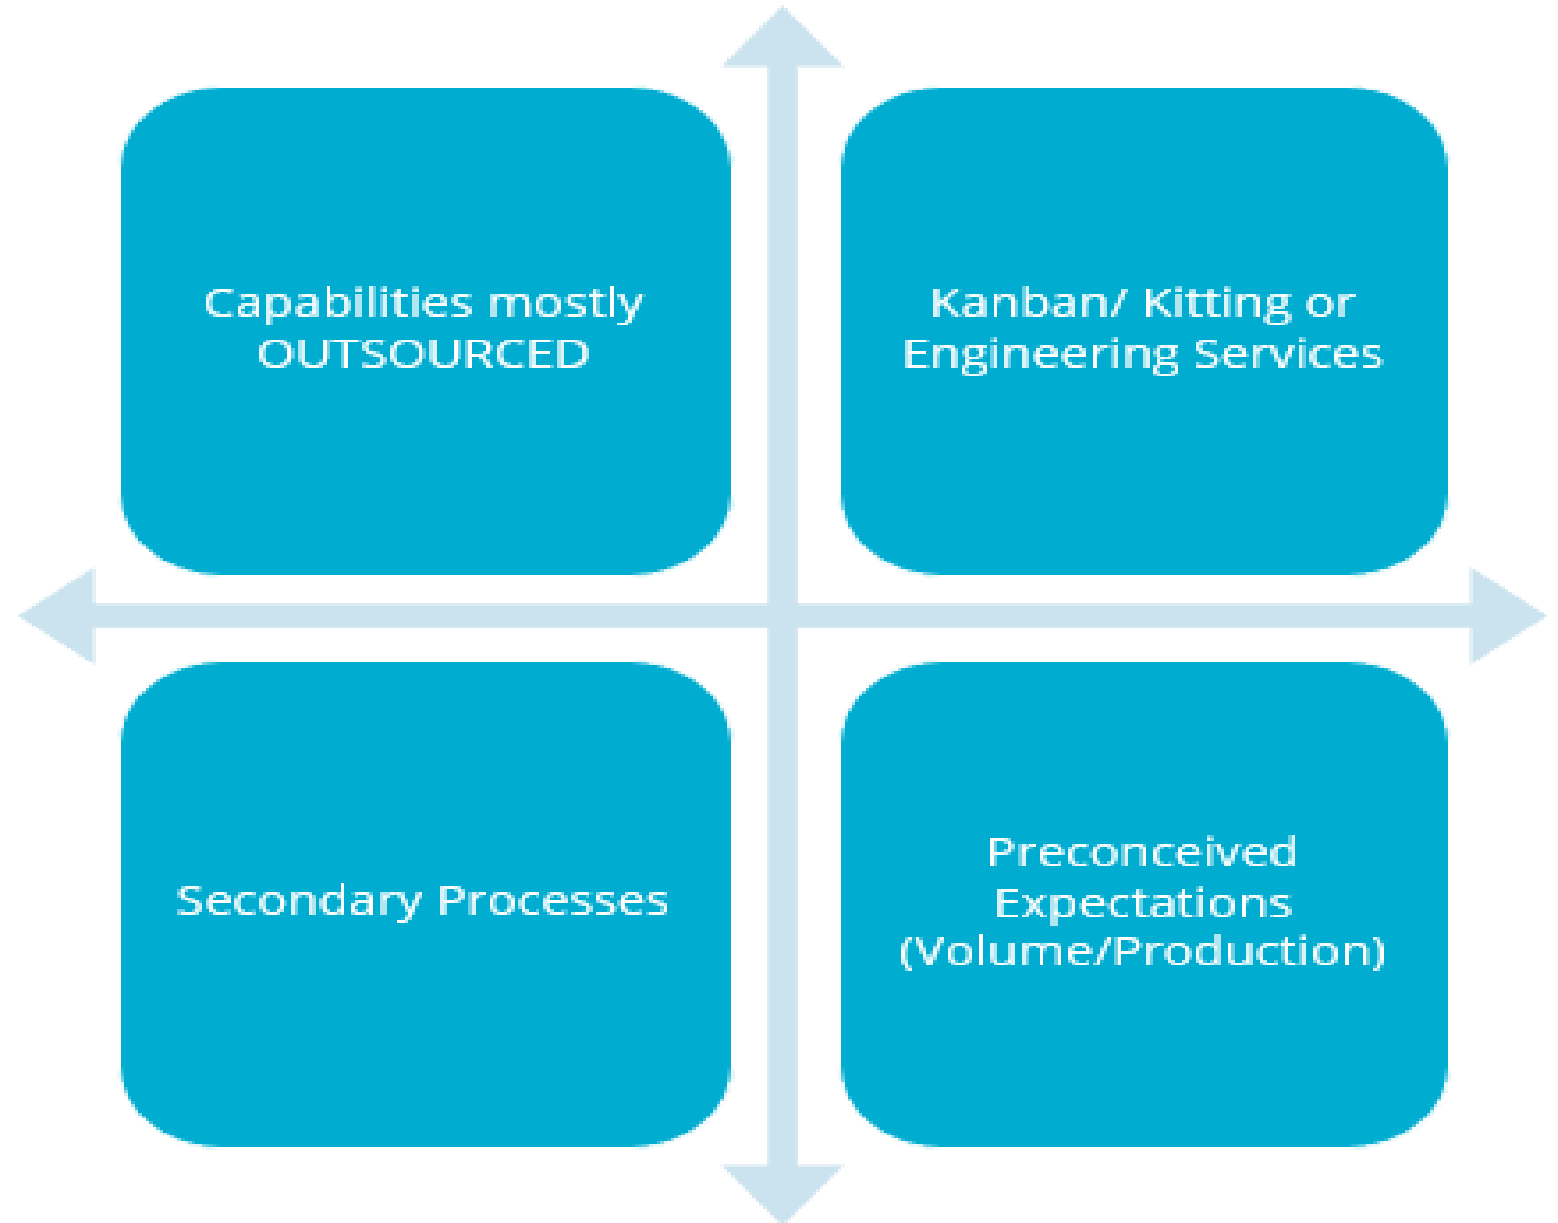 Capabilities mostly
OUTSOURCED
Kanban/ Kitting or
Engineering Services
Secondary Processes
Preconceived
Expectations
(Volume/Production)